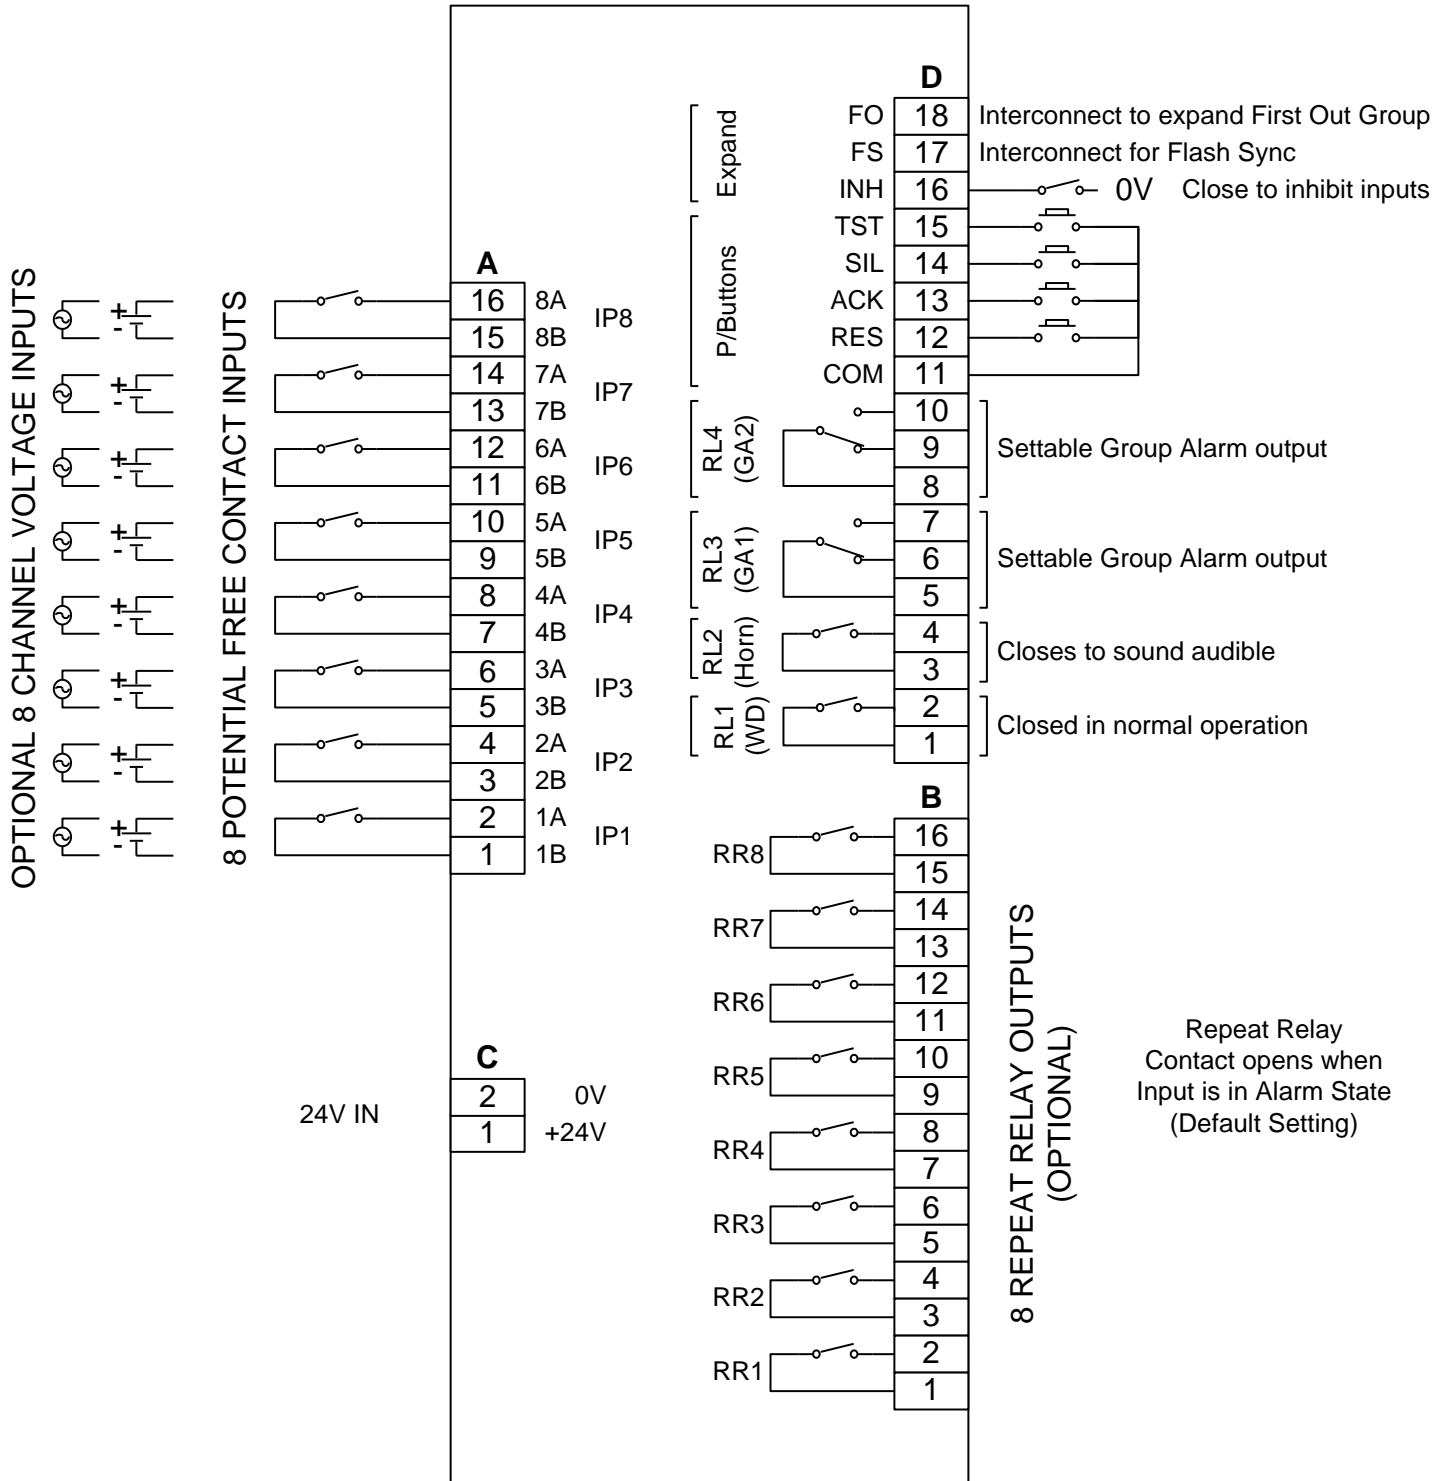 OPTIONAL 8 CHANNEL VOLTAGE INPUTS
+
-
+
-
+
-
+
-
+
-
+
-
+
-
+
-
8 POTENTIAL FREE CONTACT INPUTS
A
16 8A
15 8B
IP8
14 7A
13 7B
IP7
12 6A
11 6B
IP6
10 5A
9 5B
IP5
8 4A
7 4B
IP4
6 3A
5 3B
IP3
4 2A
3 2B
IP2
2 1A
1 1B
IP1
24V IN
C
2 0V
1 +24V
D
Expand
FO 18 Interconnect to expand First Out Group
FS 17 Interconnect for Flash Sync
INH 16 0V Close to inhibit inputs
P/Buttons
TST 15
SIL 14
ACK 13
RES 12
COM 11
RL4
(GA2)
10
9
8
Settable Group Alarm output
RL3
(GA1)
7
6
5
Settable Group Alarm output
RL2
(Horn)
4
3
Closes to sound audible
RL1
(WD)
2
1
Closed in normal operation
B
RR8
16
15
RR7
14
13
RR6
12
11
RR5
10
9
RR4
8
7
RR3
6
5
RR2
4
3
RR1
2
1
8 REPEAT RELAY OUTPUTS
(OPTIONAL)
Repeat Relay
Contact opens when
Input is in Alarm State
(Default Setting)